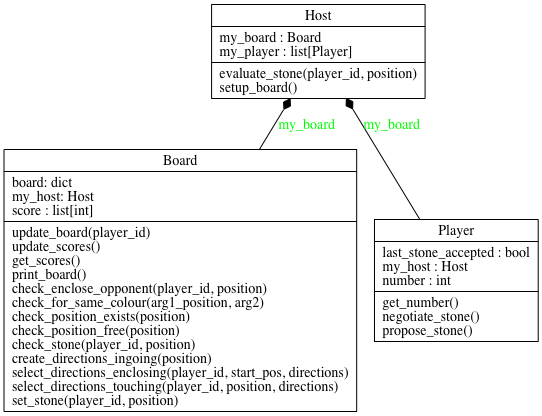 Host
my_board : Board
my_player : list[Player]
evaluate_stone(player_id, position)
setup_board()
my_board
my_board
Board
board: dict
my_host: Host
score : list[int]
update_board(player_id)
update_scores()
get_scores()
print_board()
check_enclose_opponent(player_id, position)
check_for_same_colour(arg1_position, arg2)
check_position_exists(position)
check_position_free(position)
check_stone(player_id, position)
create_directions_ingoing(position)
select_directions_enclosing(player_id, start_pos, directions)
select_directions_touching(player_id, position, directions)
set_stone(player_id, position)
Player
last_stone_accepted : bool
my_host : Host
number : int
get_number()
negotiate_stone()
propose_stone()